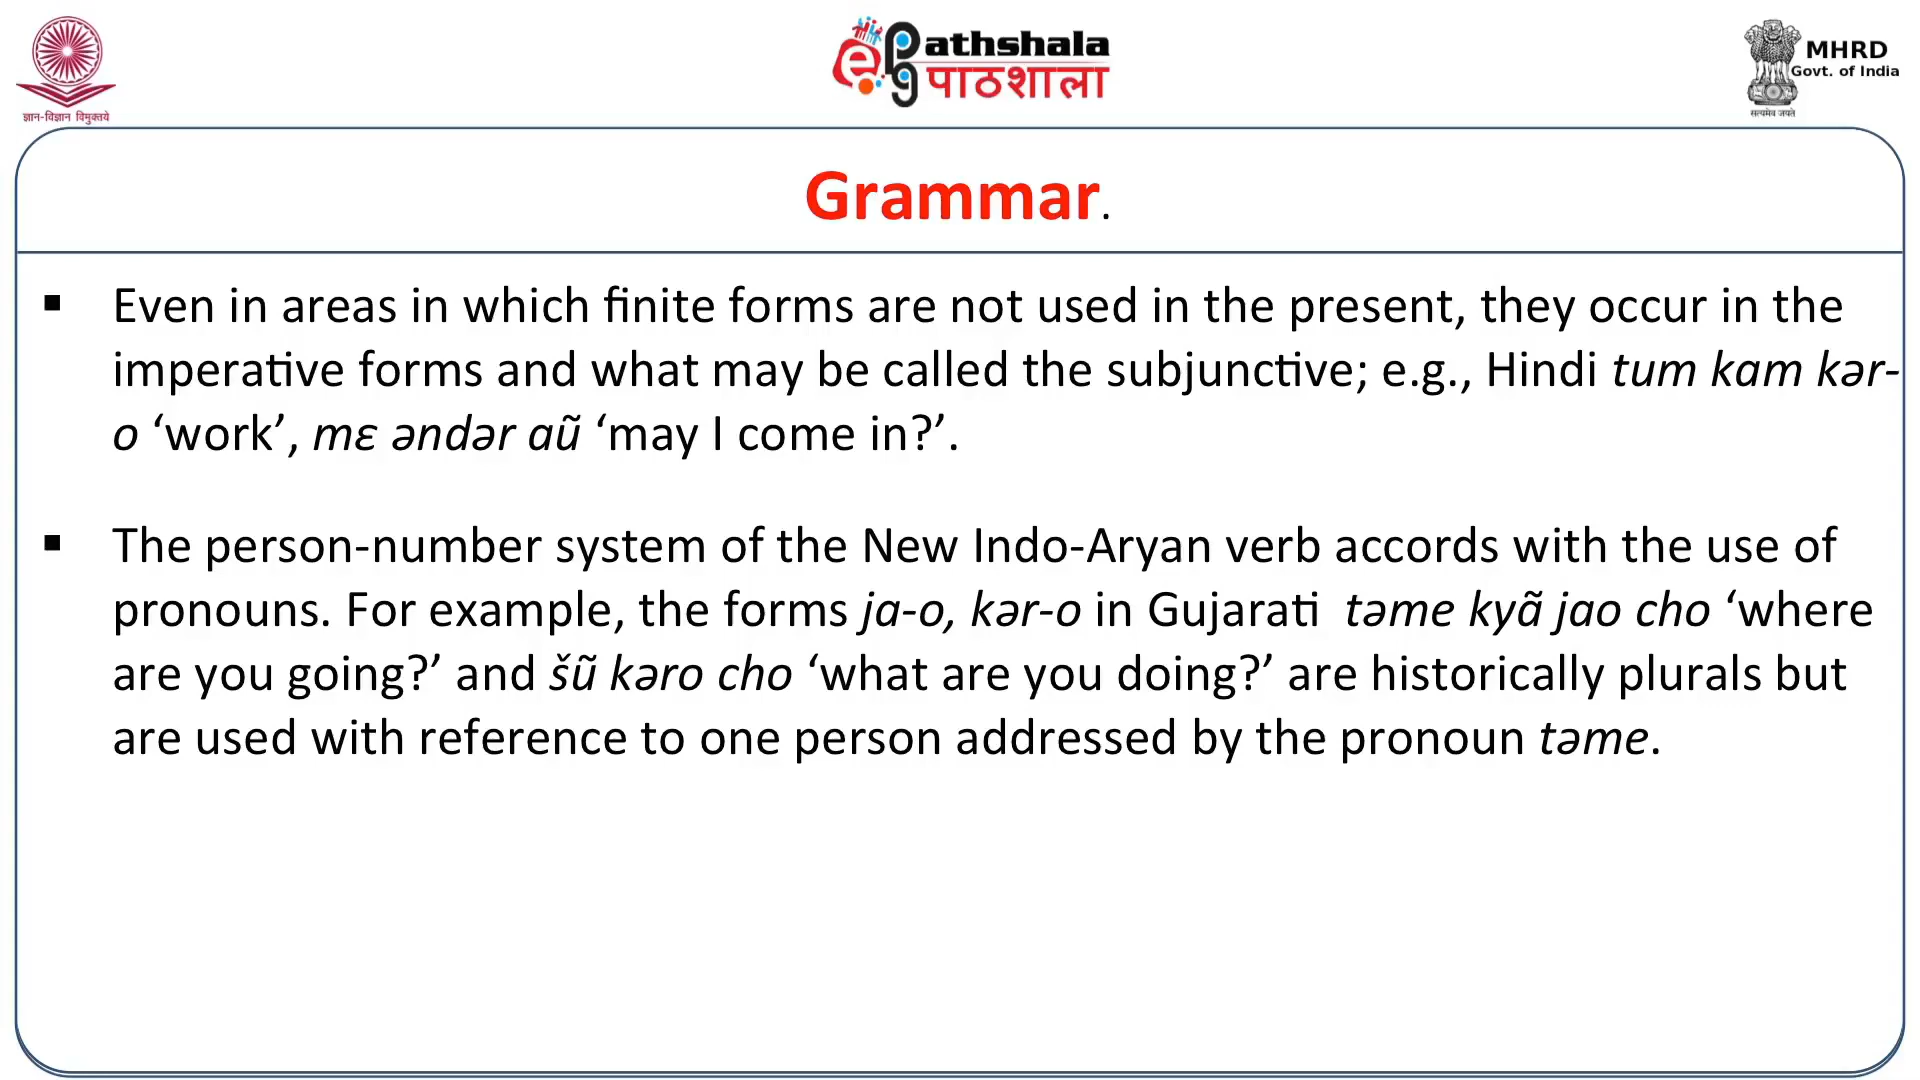 ज्ञान-विज्ञान विमुक्तये
ePG athshala
पाठशाला
MHRD
Govt. of India
सत्यमेव जयते
Grammar.
▪ Even in areas in which finite forms are not used in the present, they occur in the
imperative forms and what may be called the subjunctive; e.g., Hindi tum kam kər-
o ‘work’, mɛ əndər aũ ‘may I come in?’.
▪ The person-number system of the New Indo-Aryan verb accords with the use of
pronouns. For example, the forms ja-o, kər-o in Gujarati təme kyã jao cho ‘where
are you going?’ and šũ kəro cho ‘what are you doing?’ are historically plurals but
are used with reference to one person addressed by the pronoun təme.